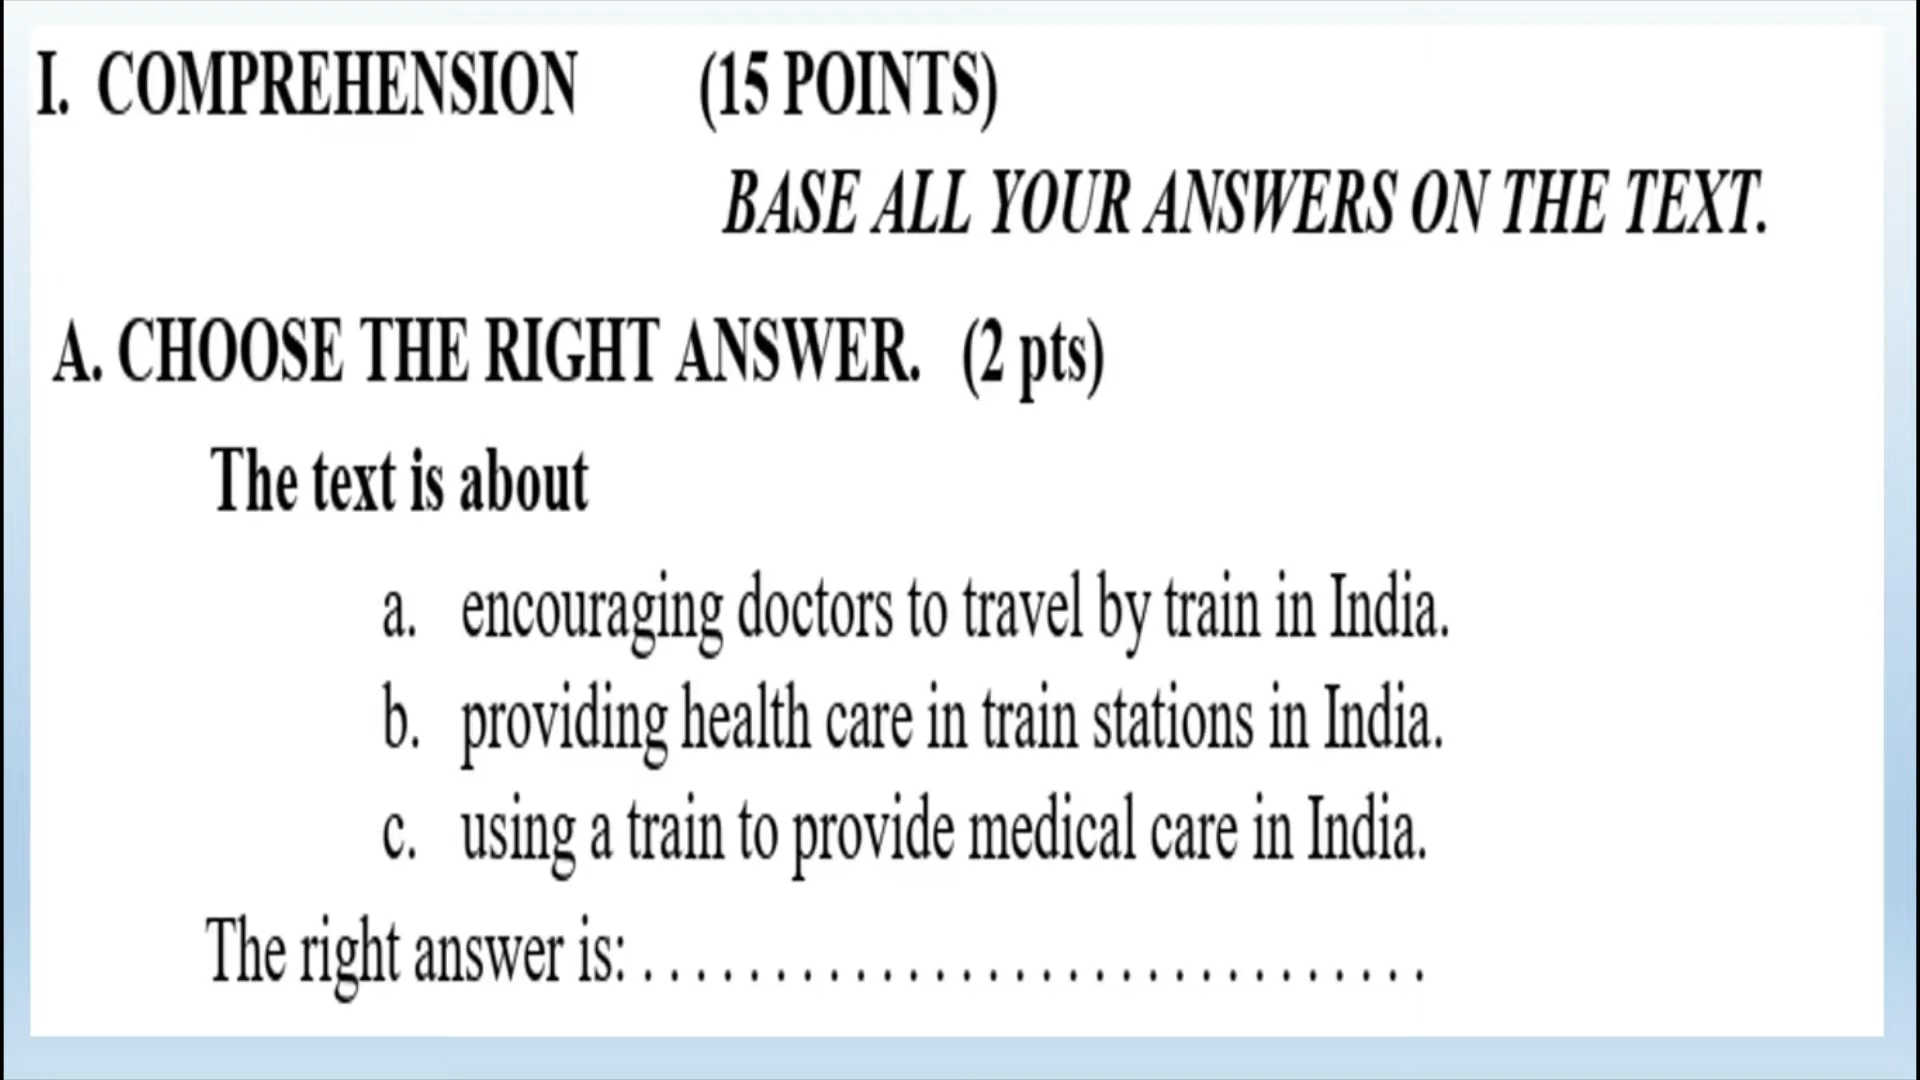 I. COMPREHENSION (15 POINTS)
BASE ALL YOUR ANSWERS ON THE TEXT.
A. CHOOSE THE RIGHT ANSWER. (2 pts)
The text is about
a. encouraging doctors to travel by train in India.
b. providing health care in train stations in India.
c. using a train to provide medical care in India.
The right answer is: . . . . . . . . . . . . . . . . . . . . . . . . . . . . . .